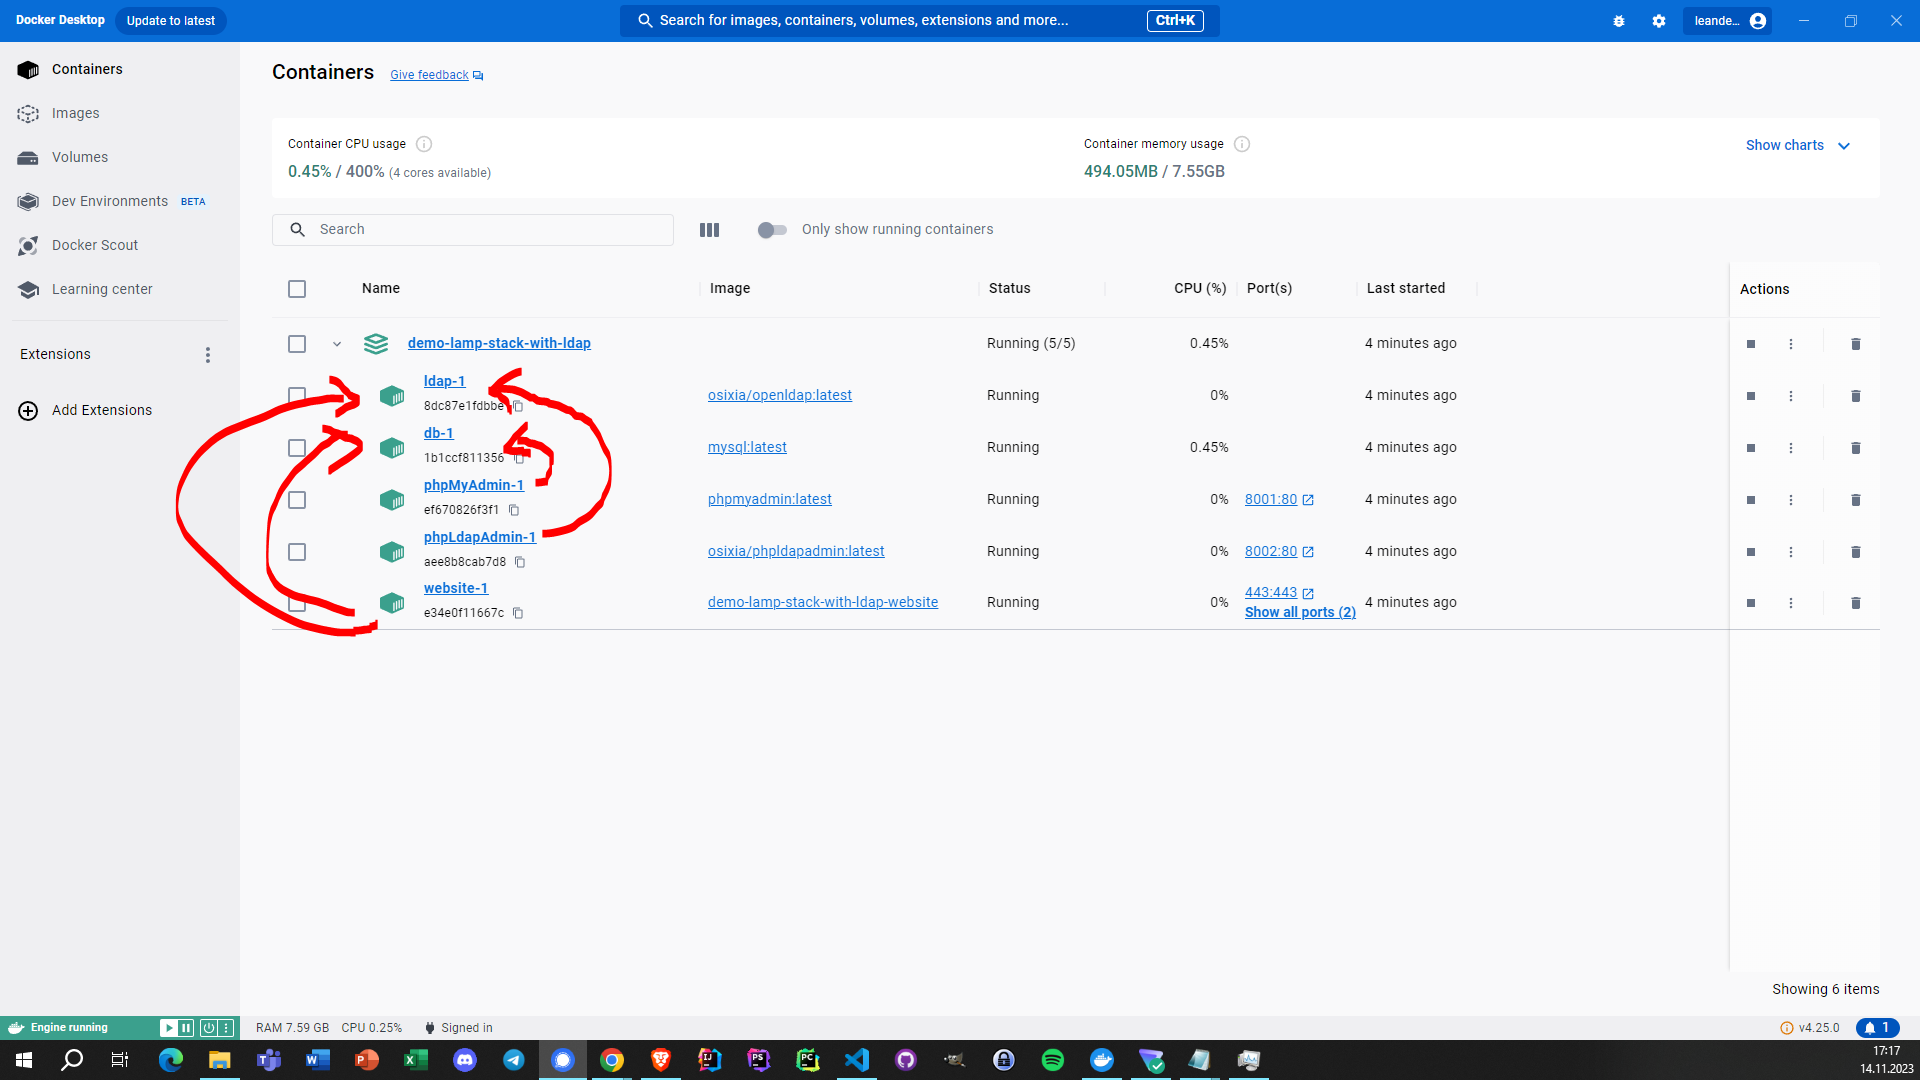 Docker Desktop Update to latest Search for images, containers, volumes, extensions and more... Ctrl+K leande...
Containers
Images
Volumes
Dev Environments BETA
Docker Scout
Learning center
Extensions
Add Extensions
Containers Give feedback
Container CPU usage
0.45% / 400% (4 cores available)
Container memory usage
494.05MB / 7.55GB
Show charts
Search Only show running containers
Name Image Status CPU (%) Port(s) Last started Actions
demo-lamp-stack-with-ldap Running (5/5) 0.45% 4 minutes ago
ldap-1
8dc87e1fdbbe osixia/openldap:latest Running 0% 4 minutes ago
db-1
1b1ccf811356 mysql:latest Running 0.45% 4 minutes ago
phpMyAdmin-1
ef670826f3f1 phpmyadmin:latest Running 0% 8001:80 4 minutes ago
phpLdapAdmin-1
aee8b8cab7d8 osixia/phpldapadmin:latest Running 0% 8002:80 4 minutes ago
website-1
e34e0f11667c demo-lamp-stack-with-ldap-website Running 0% 443:443 4 minutes ago
Show all ports (2)
Showing 6 items
Engine running RAM 7.59 GB CPU 0.25% Signed in v4.25.0 1
17:17
14.11.2023